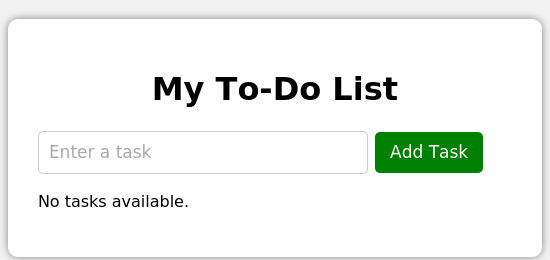 My To-Do List
Enter a task
Add Task
No tasks available.